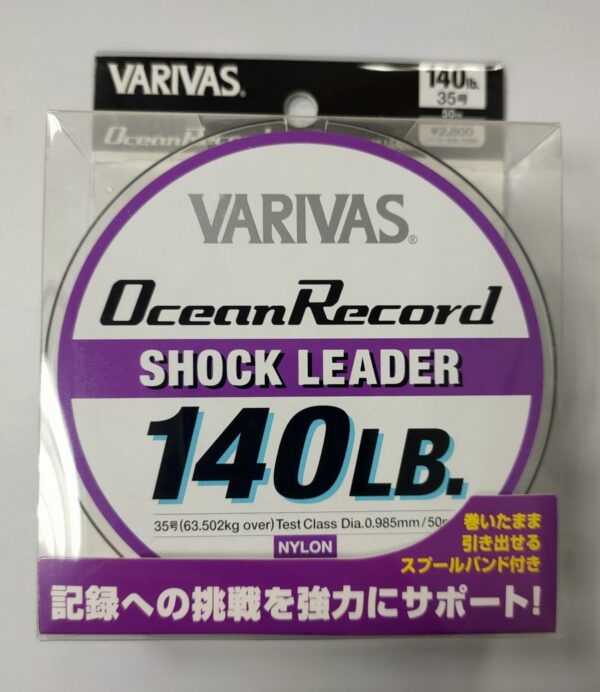 VARIVAS®
140lb.
35号
50m
¥2,800
OceanRecord
VARIVAS®
OceanRecord
SHOCK LEADER
140LB.
35号(63.502kg over)Test Class Dia.0.985mm/50m
NYLON
巻いたまま
引き出せる
スプールバンド付き
記録への挑戦を強力にサポート!